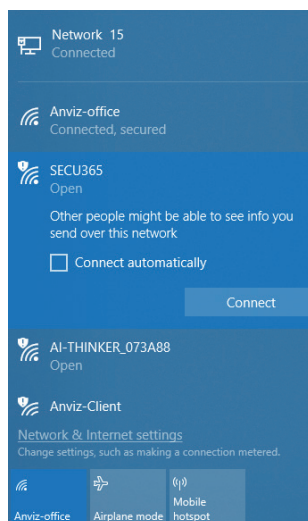 Network 15
Connected
Anviz-office
Connected, secured
SECU365
Open
Other people might be able to see info you
send over this network
Connect automatically
Connect
AI-THINKER_073A88
Open
Anviz-Client
Network & Internet settings
Change settings, such as making a connection metered.
Anviz-office
Airplane mode
Mobile
hotspot